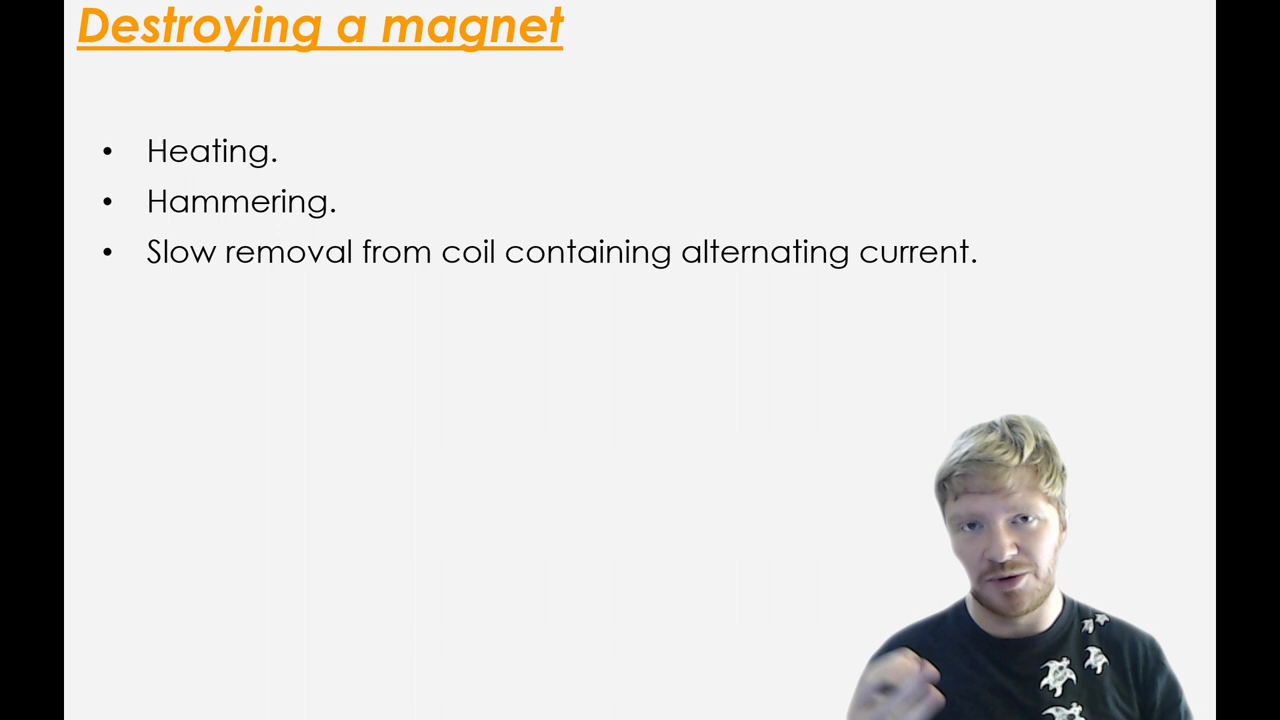 Destroying a magnet
• Heating.
• Hammering.
• Slow removal from coil containing alternating current.